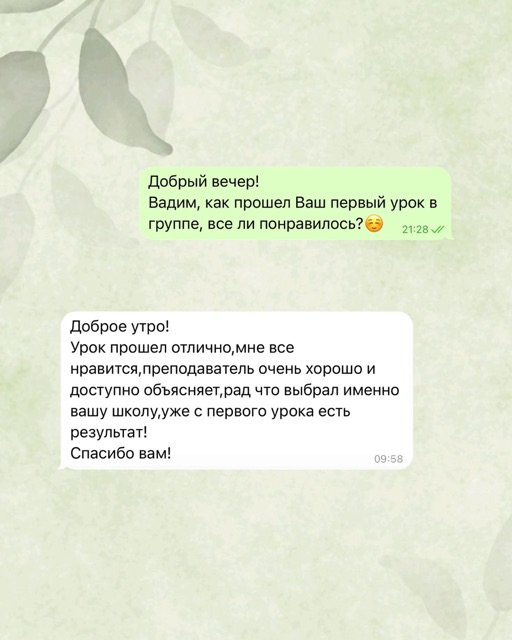 Добрый вечер!
Вадим, как прошел Ваш первый урок в
группе, все ли понравилось?☺️
21:28
Доброе утро!
Урок прошел отлично,мне все
нравится,преподаватель очень хорошо и
доступно объясняет,рад что выбрал именно
вашу школу,уже с первого урока есть
результат!
Спасибо вам!
09:58